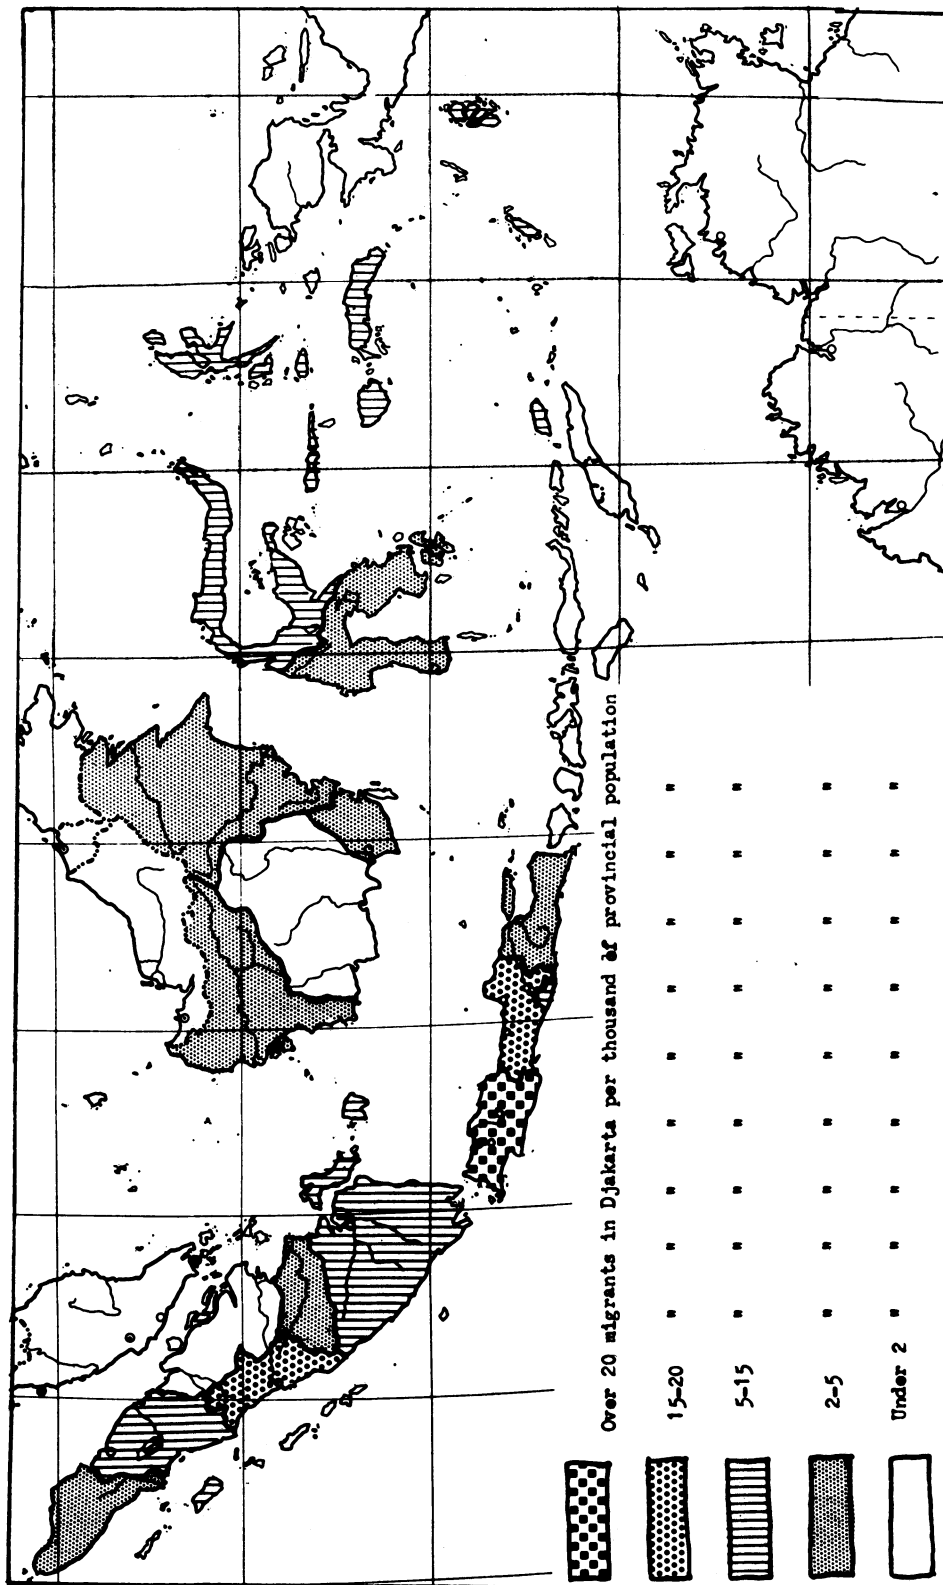 Over 20 migrants in Djakarta per thousand of provincial population
15-20 " " " " " " " " "
5-15 " " " " " " " " "
2-5 " " " " " " " " "
Under 2 " " " " " " " " "